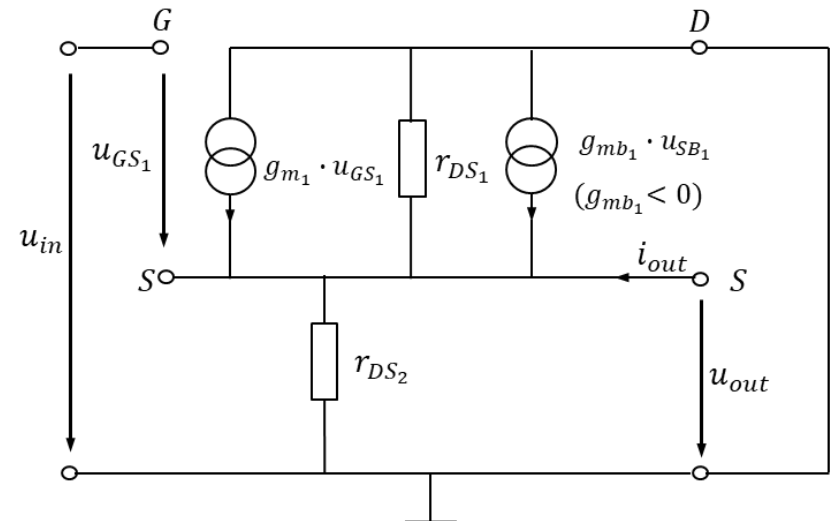 G
D
u_{GS_1}
g_{m_1} · u_{GS_1}
r_{DS_1}
g_{mb_1} · u_{SB_1}
(g_{mb_1} < 0)
u_{in}
S
i_{out}
S
r_{DS_2}
u_{out}